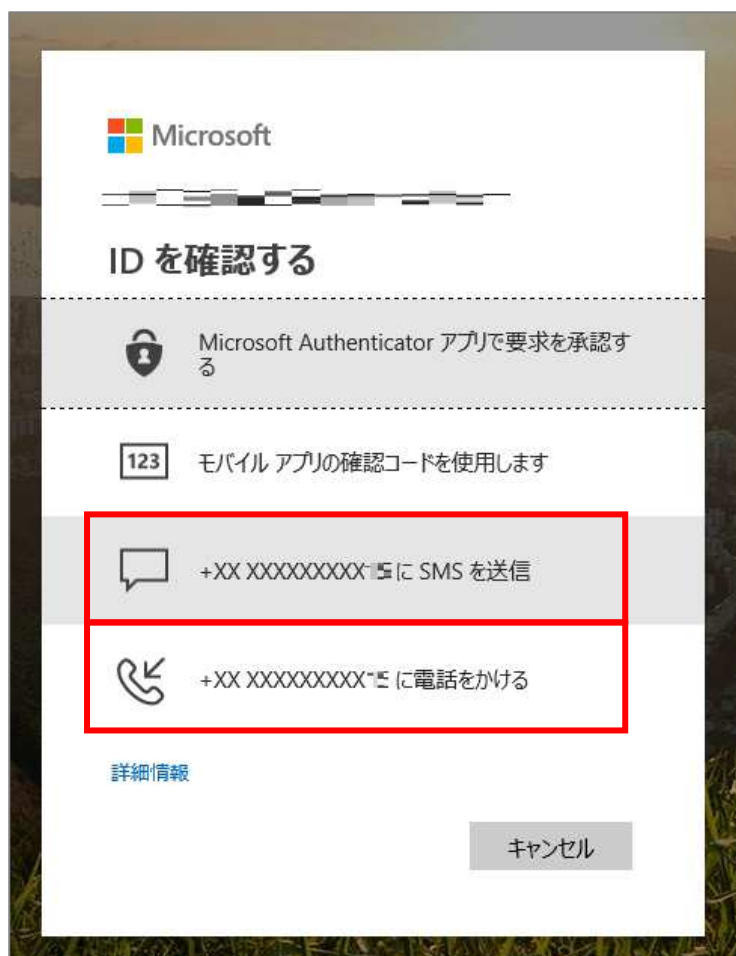 Microsoft
ID を確認する
Microsoft Authenticator アプリで要求を承認す
る
123
モバイル アプリの確認コードを使用します
+XX XXXXXXXXX に SMS を送信
+XX XXXXXXXXX に電話をかける
詳細情報
キャンセル